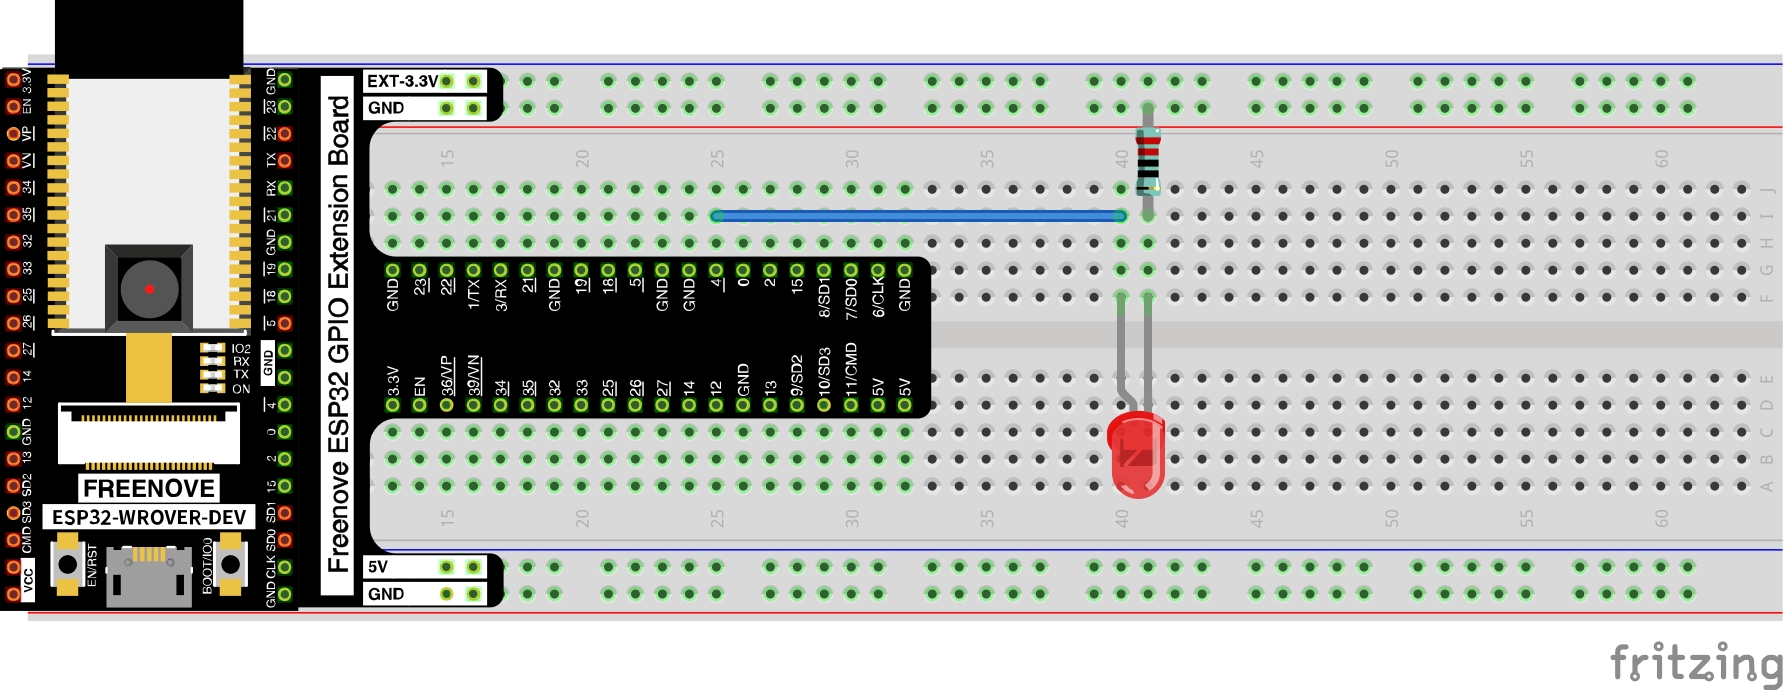 3.3V
EN
VP
VN
34
35
32
33
25
26
27
14
12
GND
13
SD2
SD3
CMD
VCC
GND
23
22
TX
RX
21
GND
19
18
5
GND
4
0
2
15
SD1
SD0
CLK
GND
IO2
RX
TX
ON
FREENOVE
ESP32-WROVER-DEV
EN/RST
BOOT/IO0
Freenove ESP32 GPIO Extension Board
EXT-3.3V
GND
15 20 25 30 35 40 45 50 55 60
J
I
H
G
F
GND 23 22 1/TX 3/RX 21 GND 19 18 5 GND GND 4 0 2 15 8/SD1 7/SD0 6/CLK GND
3.3V EN 36/VP 39/VN 34 35 32 33 25 26 27 14 12 GND 13 9/SD2 10/SD3 11/CMD 5V 5V
E
D
C
B
A
15 20 25 30 35 40 45 50 55 60
5V
GND
fritzing